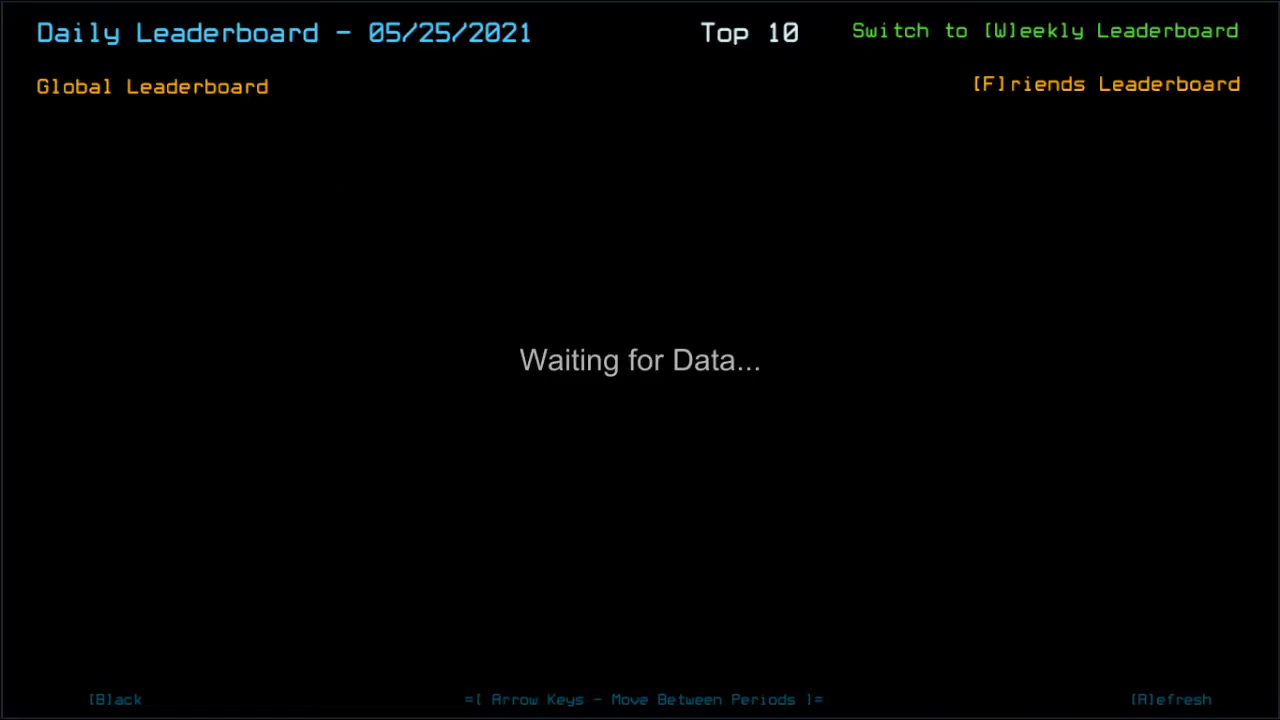 Daily Leaderboard - 05/25/2021
Top 10
Switch to [W]eekly Leaderboard
Global Leaderboard
[F]riends Leaderboard
Waiting for Data...
[B]ack
=[ Arrow Keys - Move Between Periods ]=
[R]efresh